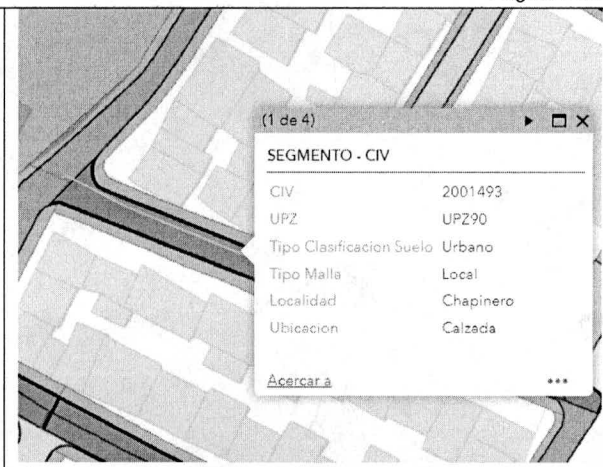 (1 de 4)
SEGMENTO - CIV
CIV 2001493
UPZ UPZ90
Tipo Clasificacion Suelo Urbano
Tipo Malla Local
Localidad Chapinero
Ubicacion Calzada
Acercar a